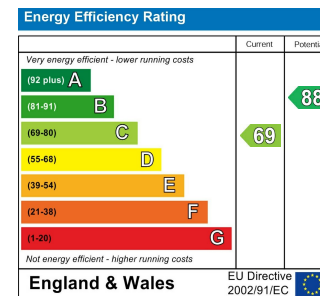 Energy Efficiency Rating
Current Potentia
Very energy efficient - lower running costs
(92 plus) A
(81-91) B
88
(69-80) C
69
(55-68) D
(39-54) E
(21-38) F
(1-20) G
Not energy efficient - higher running costs
England & Wales
EU Directive
2002/91/EC